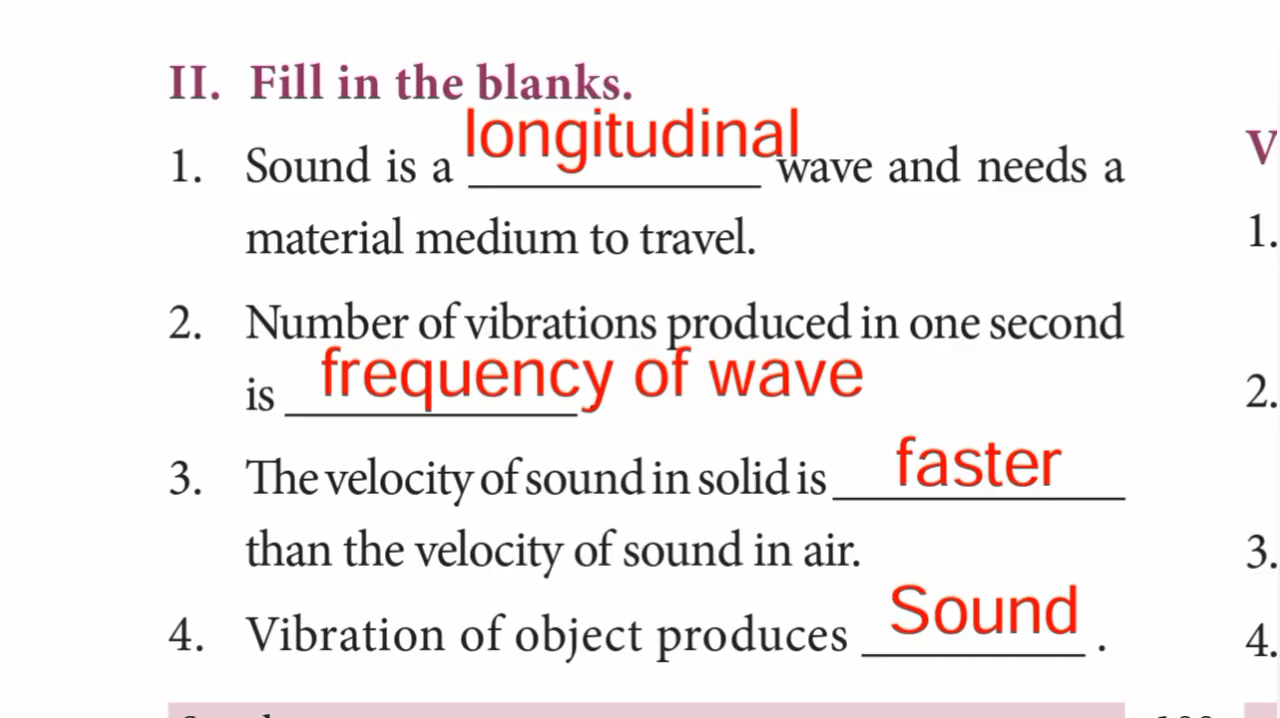 II. Fill in the blanks.
1. Sound is a longitudinal wave and needs a
material medium to travel.
2. Number of vibrations produced in one second
is frequency of wave
3. The velocity of sound in solid is faster
than the velocity of sound in air.
4. Vibration of object produces Sound .
V
1.
2.
3.
4.